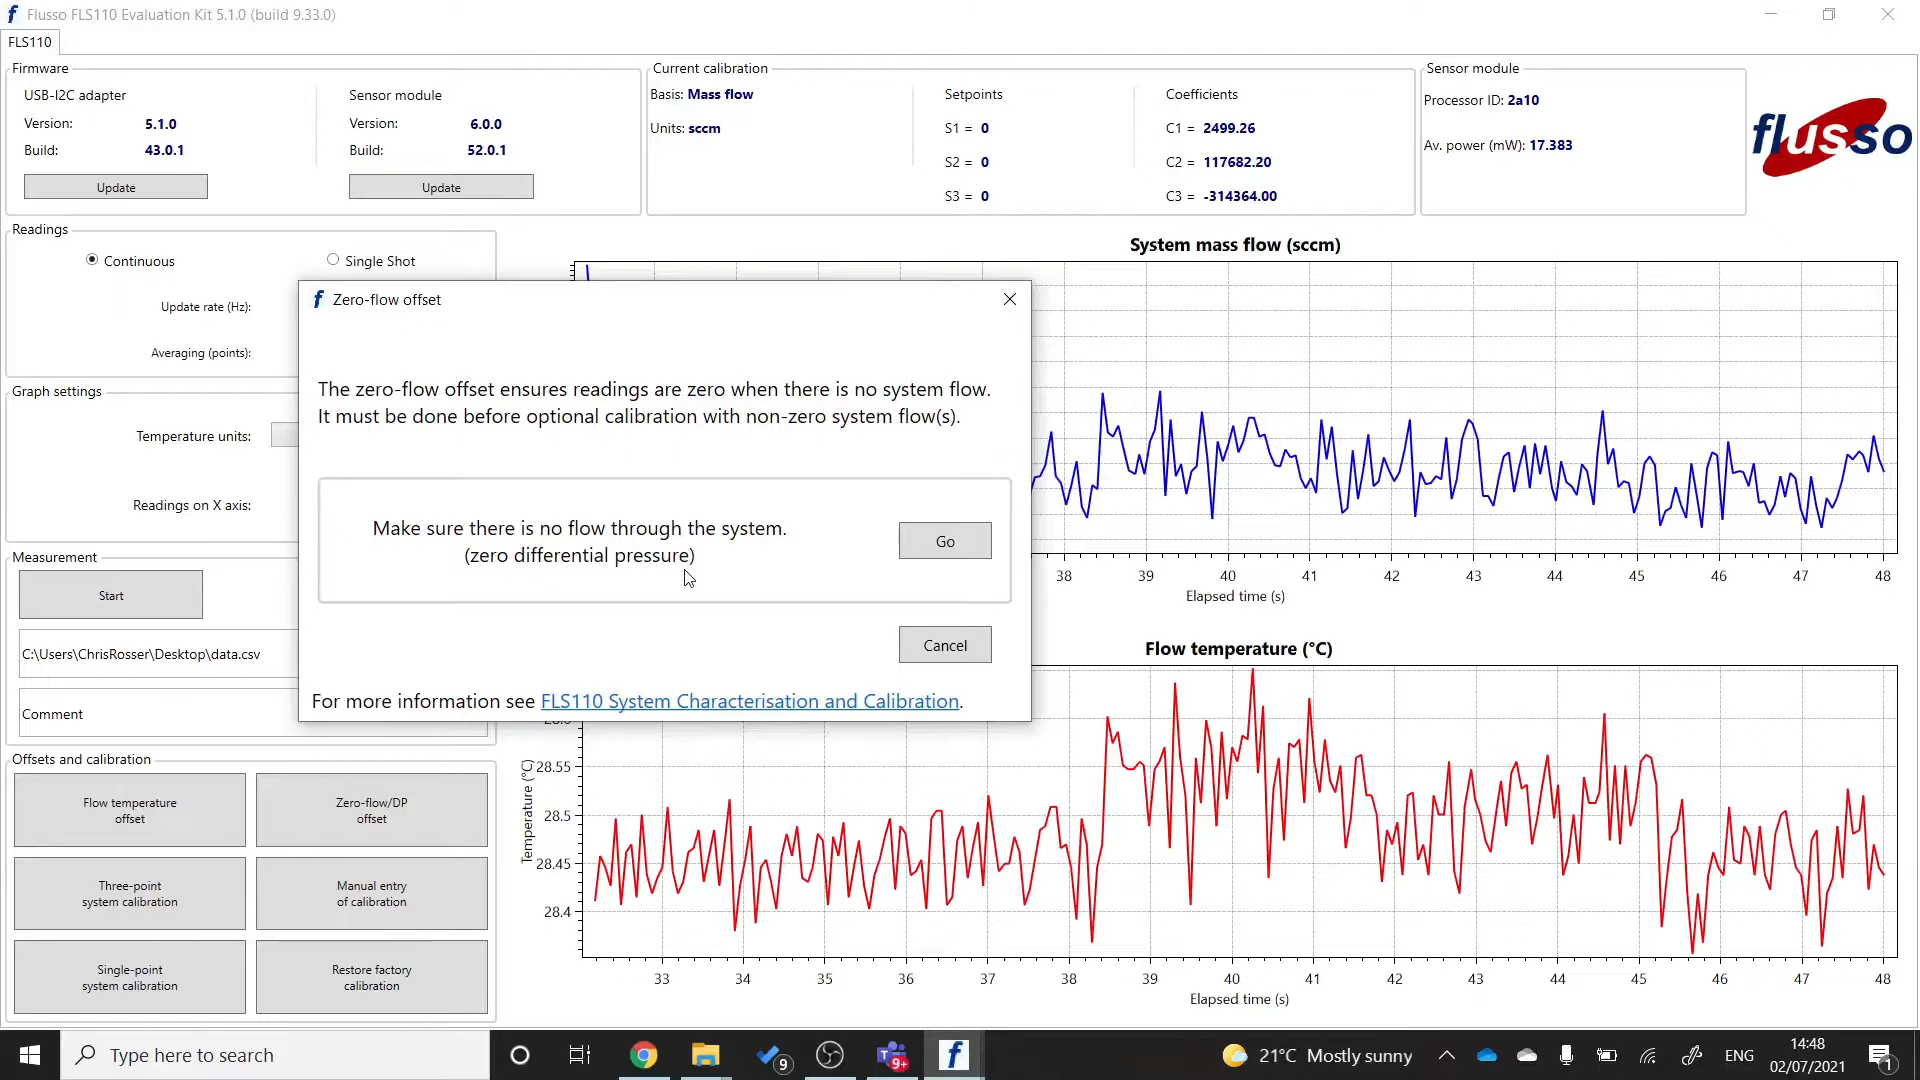 Flusso FLS110 Evaluation Kit 5.1.0 (build 9.33.0)
FLS110
Firmware
USB-I2C adapter
Version: 5.1.0
Build: 43.0.1
Update
Sensor module
Version: 6.0.0
Build: 52.0.1
Update
Current calibration
Basis: Mass flow
Units: sccm
Setpoints
S1 = 0
S2 = 0
S3 = 0
Coefficients
C1 = 2499.26
C2 = 117682.20
C3 = -314364.00
Sensor module
Processor ID: 2a10
Av. power (mW): 17.383
flusso
Readings
Continuous
Single Shot
Update rate (Hz):
Averaging (points):
Graph settings
Temperature units:
Readings on X axis:
Measurement
Start
C:\Users\ChrisRosser\Desktop\data.csv
Comment
Offsets and calibration
Flow temperature
offset
Zero-flow/DP
offset
Three-point
system calibration
Manual entry
of calibration
Single-point
system calibration
Restore factory
calibration
Zero-flow offset
The zero-flow offset ensures readings are zero when there is no system flow.
It must be done before optional calibration with non-zero system flow(s).
Make sure there is no flow through the system.
(zero differential pressure)
Go
Cancel
For more information see FLS110 System Characterisation and Calibration.
System mass flow (sccm)
38 39 40 41 42 43 44 45 46 47 48
Elapsed time (s)
Flow temperature (°C)
Temperature (°C)
28.55
28.5
28.45
28.4
33 34 35 36 37 38 39 40 41 42 43 44 45 46 47 48
Elapsed time (s)
Type here to search
9
9+
21°C Mostly sunny
ENG
14:48
02/07/2021
1